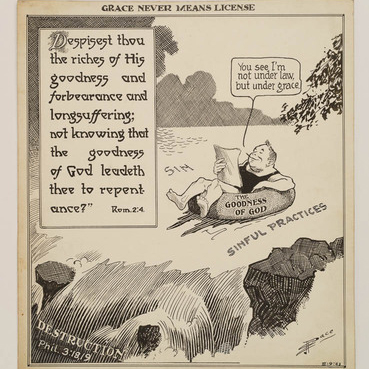 GRACE NEVER MEANS LICENSE
Despisest thou
the riches of His
goodness and
forbearance and
longsuffering;
not knowing that
the goodness
of God leadeth
thee to repent-
ance?" Rom. 2:4.
You see, I'm
not under law,
but under grace
SIN
THE
GOODNESS
OF GOD
SINFUL PRACTICES
DESTRUCTION
Phil. 3:18,19
Pace